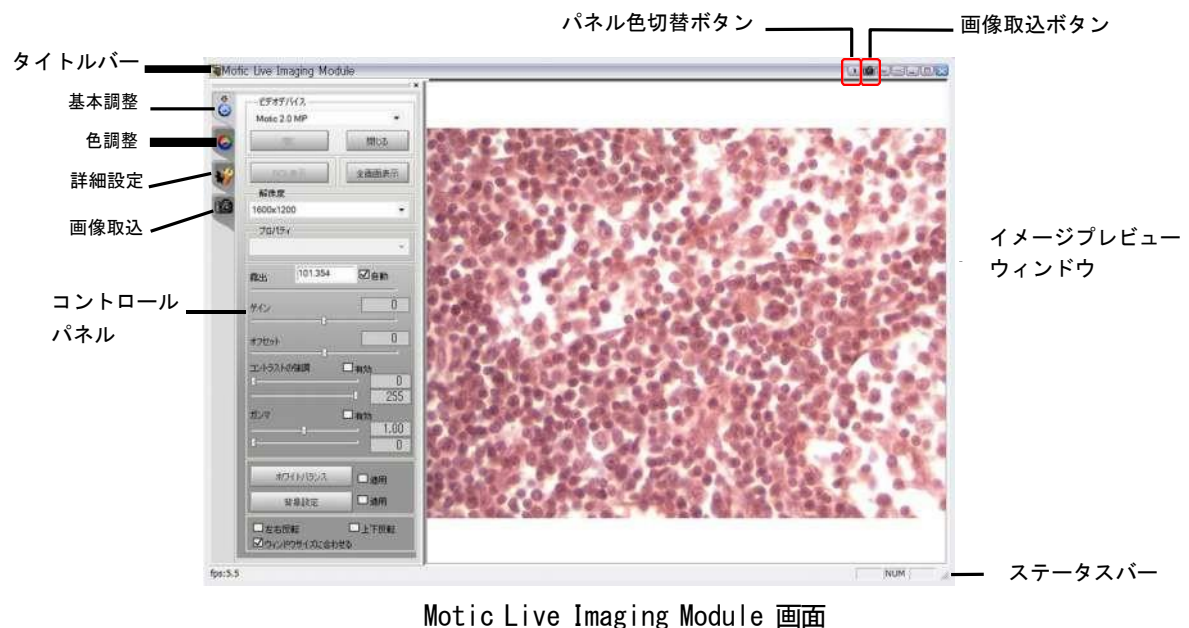 パネル色切替ボタン
画像取込ボタン
タイトルバー
基本調整
色調整
詳細設定
画像取込
コントロール
パネル
イメージプレビュー
ウィンドウ
ステータスバー
Motic Live Imaging Module
ビデオデバイス
Motic 2.0 MP
閉じる
全画面表示
解像度
1600x1200
プロパティ
露出 101.354 自動
ゲイン 0
オフセット 0
コントラストの強調 有効
0
255
ガンマ 有効
1.00
0
ホワイトバランス 適用
背景設定 適用
左右反転 上下反転
ウィンドウサイズに合わせる
fps:5.5 NUM
Motic Live Imaging Module 画面